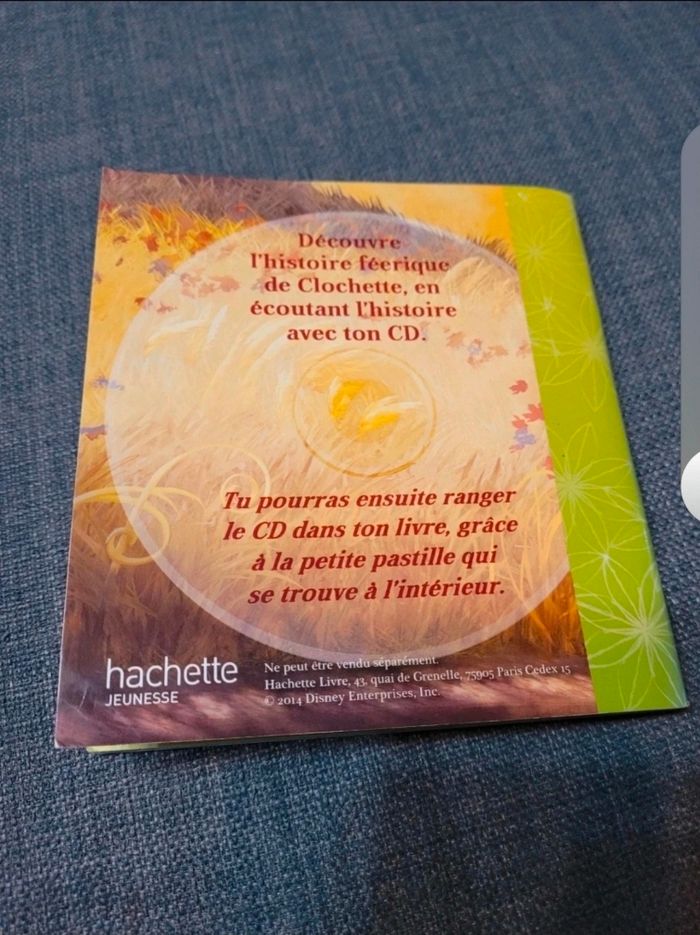 Découvre
l'histoire féerique
de Clochette, en
écoutant l'histoire
avec ton CD.
Tu pourras ensuite ranger
le CD dans ton livre, grâce
à la petite pastille qui
se trouve à l'intérieur.
hachette
JEUNESSE
Ne peut être vendu séparément.
Hachette Livre, 43, quai de Grenelle, 75905 Paris Cedex 15
© 2014 Disney Enterprises, Inc.